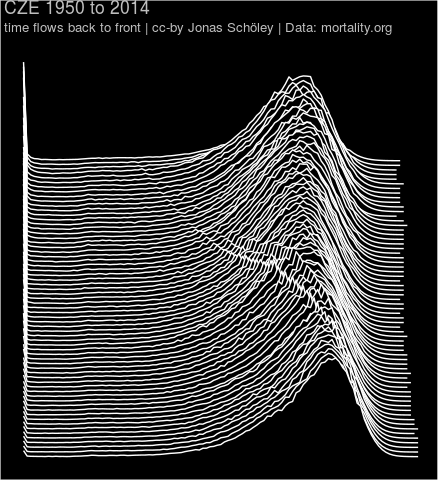 CZE 1950 to 2014
time flows back to front | cc-by Jonas Schöley | Data: mortality.org